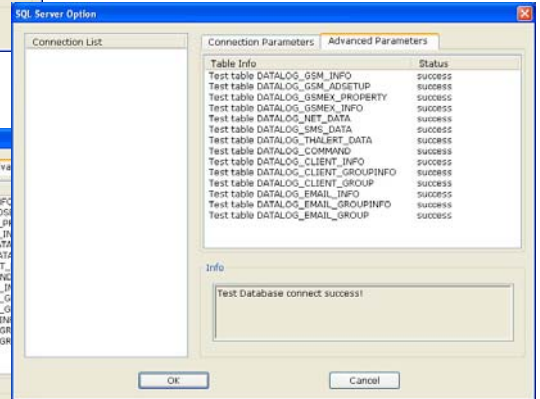 SQL Server Option
Connection List
Connection Parameters Advanced Parameters
Table Info Status
Test table DATALOG_GSM_INFO success
Test table DATALOG_GSM_ADSETUP success
Test table DATALOG_GSMEX_PROPERTY success
Test table DATALOG_GSMEX_INFO success
Test table DATALOG_NET_DATA success
Test table DATALOG_SMS_DATA success
Test table DATALOG_THALERT_DATA success
Test table DATALOG_COMMAND success
Test table DATALOG_CLIENT_INFO success
Test table DATALOG_CLIENT_GROUPINFO success
Test table DATALOG_CLIENT_GROUP success
Test table DATALOG_EMAIL_INFO success
Test table DATALOG_EMAIL_GROUPINFO success
Test table DATALOG_EMAIL_GROUP success
Info
Test Database connect success!
OK Cancel